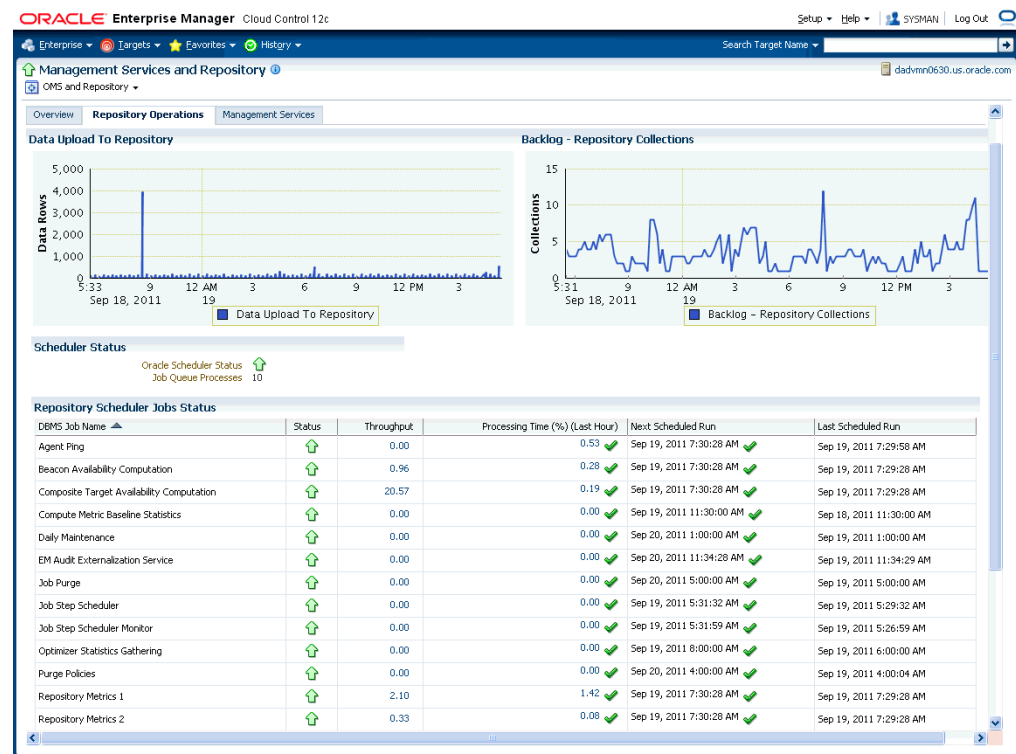 ORACLE Enterprise Manager Cloud Control 12c
Setup Help SYSMAN Log Out
Enterprise Targets Favorites History Search Target Name
Management Services and Repository
dadvmn0630.us.oracle.com
OMS and Repository
Overview Repository Operations Management Services
Data Upload To Repository
5,000
4,000
3,000
2,000
1,000
0
Data Rows
5:33 9 12 AM 3 6 9 12 PM 3
Sep 18, 2011 19
Data Upload To Repository
Backlog - Repository Collections
15
10
5
0
Collections
5:31 9 12 AM 3 6 9 12 PM 3
Sep 18, 2011 19
Backlog - Repository Collections
Scheduler Status
Oracle Scheduler Status
Job Queue Processes 10
Repository Scheduler Jobs Status
DBMS Job Name Status Throughput Processing Time (%) (Last Hour) Next Scheduled Run Last Scheduled Run
Agent Ping 0.00 0.53 Sep 19, 2011 7:30:28 AM Sep 19, 2011 7:29:58 AM
Beacon Availability Computation 0.96 0.28 Sep 19, 2011 7:30:28 AM Sep 19, 2011 7:29:28 AM
Composite Target Availability Computation 20.57 0.19 Sep 19, 2011 7:30:28 AM Sep 19, 2011 7:29:28 AM
Compute Metric Baseline Statistics 0.00 0.00 Sep 19, 2011 11:30:00 AM Sep 18, 2011 11:30:00 AM
Daily Maintenance 0.00 0.00 Sep 20, 2011 1:00:00 AM Sep 19, 2011 1:00:00 AM
EM Audit Externalization Service 0.00 0.00 Sep 20, 2011 11:34:28 AM Sep 19, 2011 11:34:29 AM
Job Purge 0.00 0.00 Sep 20, 2011 5:00:00 AM Sep 19, 2011 5:00:00 AM
Job Step Scheduler 0.00 0.00 Sep 19, 2011 5:31:32 AM Sep 19, 2011 5:29:32 AM
Job Step Scheduler Monitor 0.00 0.00 Sep 19, 2011 5:31:59 AM Sep 19, 2011 5:26:59 AM
Optimizer Statistics Gathering 0.00 0.00 Sep 19, 2011 8:00:00 AM Sep 19, 2011 6:00:00 AM
Purge Policies 0.00 0.00 Sep 20, 2011 4:00:00 AM Sep 19, 2011 4:00:04 AM
Repository Metrics 1 2.10 1.42 Sep 19, 2011 7:30:28 AM Sep 19, 2011 7:29:28 AM
Repository Metrics 2 0.33 0.08 Sep 19, 2011 7:30:28 AM Sep 19, 2011 7:29:28 AM